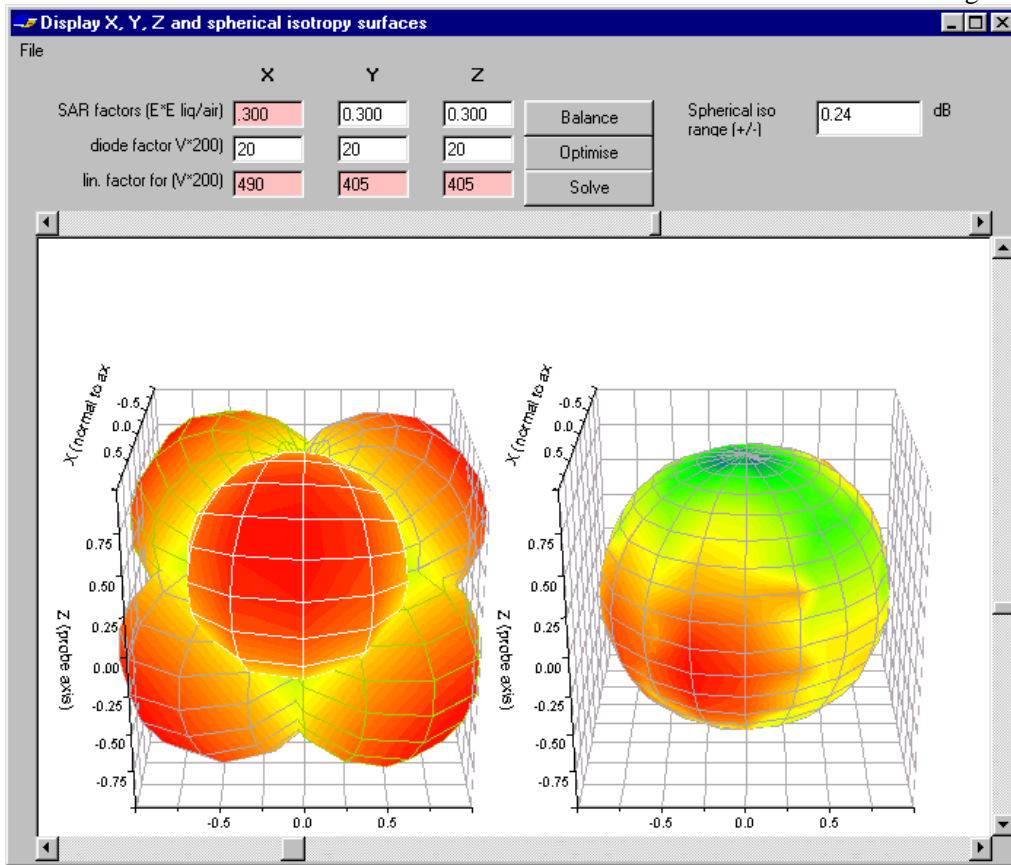 Display X, Y, Z and spherical isotropy surfaces
File
X Y Z
SAR factors (E*E liq/air) .300 0.300 0.300 Balance Spherical iso range (+/-) 0.24 dB
diode factor V*200) 20 20 20 Optimise
lin. factor for (V*200) 490 405 405 Solve
X (normal to ax
-0.5
0.0
0.5
0.75
0.50
0.25
0.00
-0.25
-0.50
-0.75
Z (probe axis)
-0.5 0.0 0.5
X (normal to ax
-0.5
0.0
0.5
0.75
0.50
0.25
0.00
-0.25
-0.50
-0.75
Z (probe axis)
-0.5 0.0 0.5